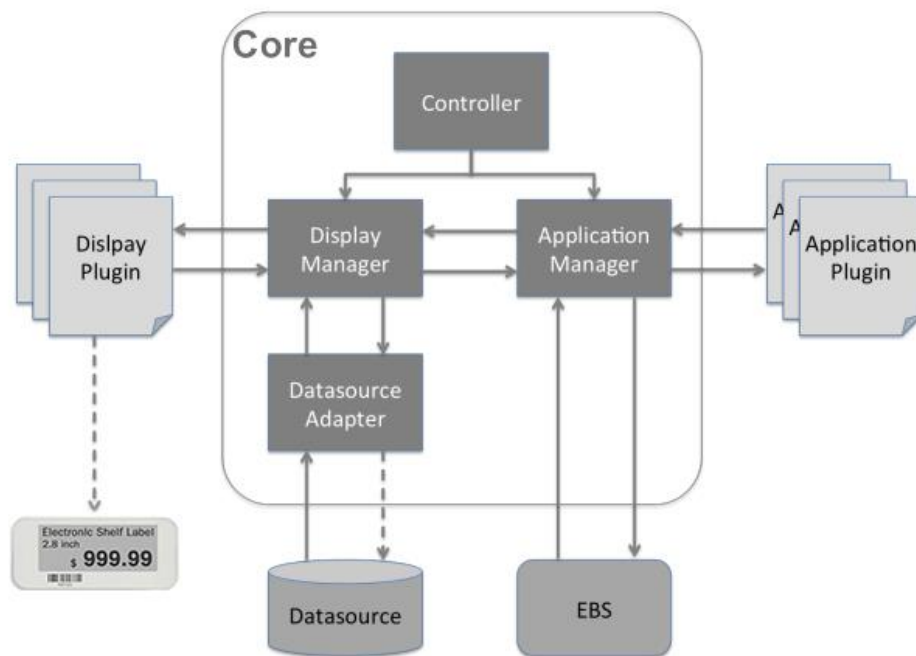 Core
Controller
Dislpay
Plugin
Display
Manager
Application
Manager
A
A
Application
Plugin
Datasource
Adapter
Electronic Shelf Label
2.8 inch
$ 999.99
Datasource
EBS